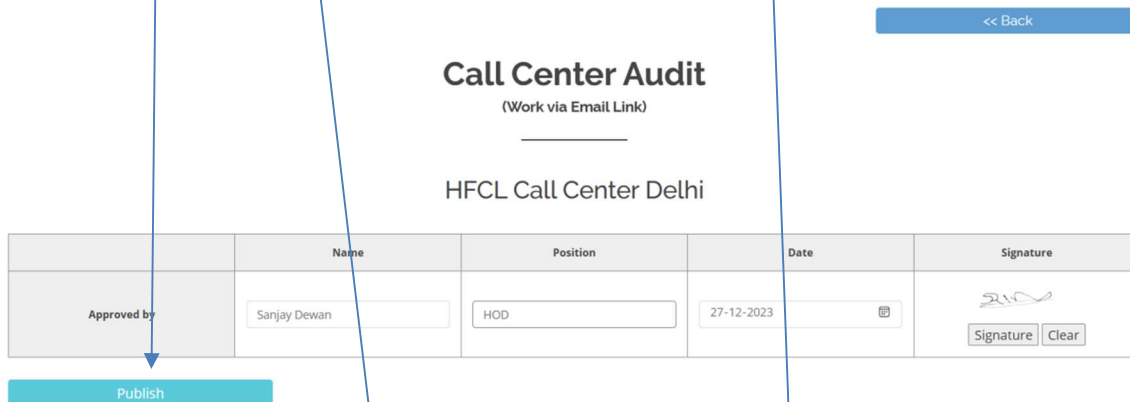 << Back
Call Center Audit
(Work via Email Link)
HFCL Call Center Delhi
Name Position Date Signature
Approved by Sanjay Dewan HOD 27-12-2023
Signature Clear
Publish